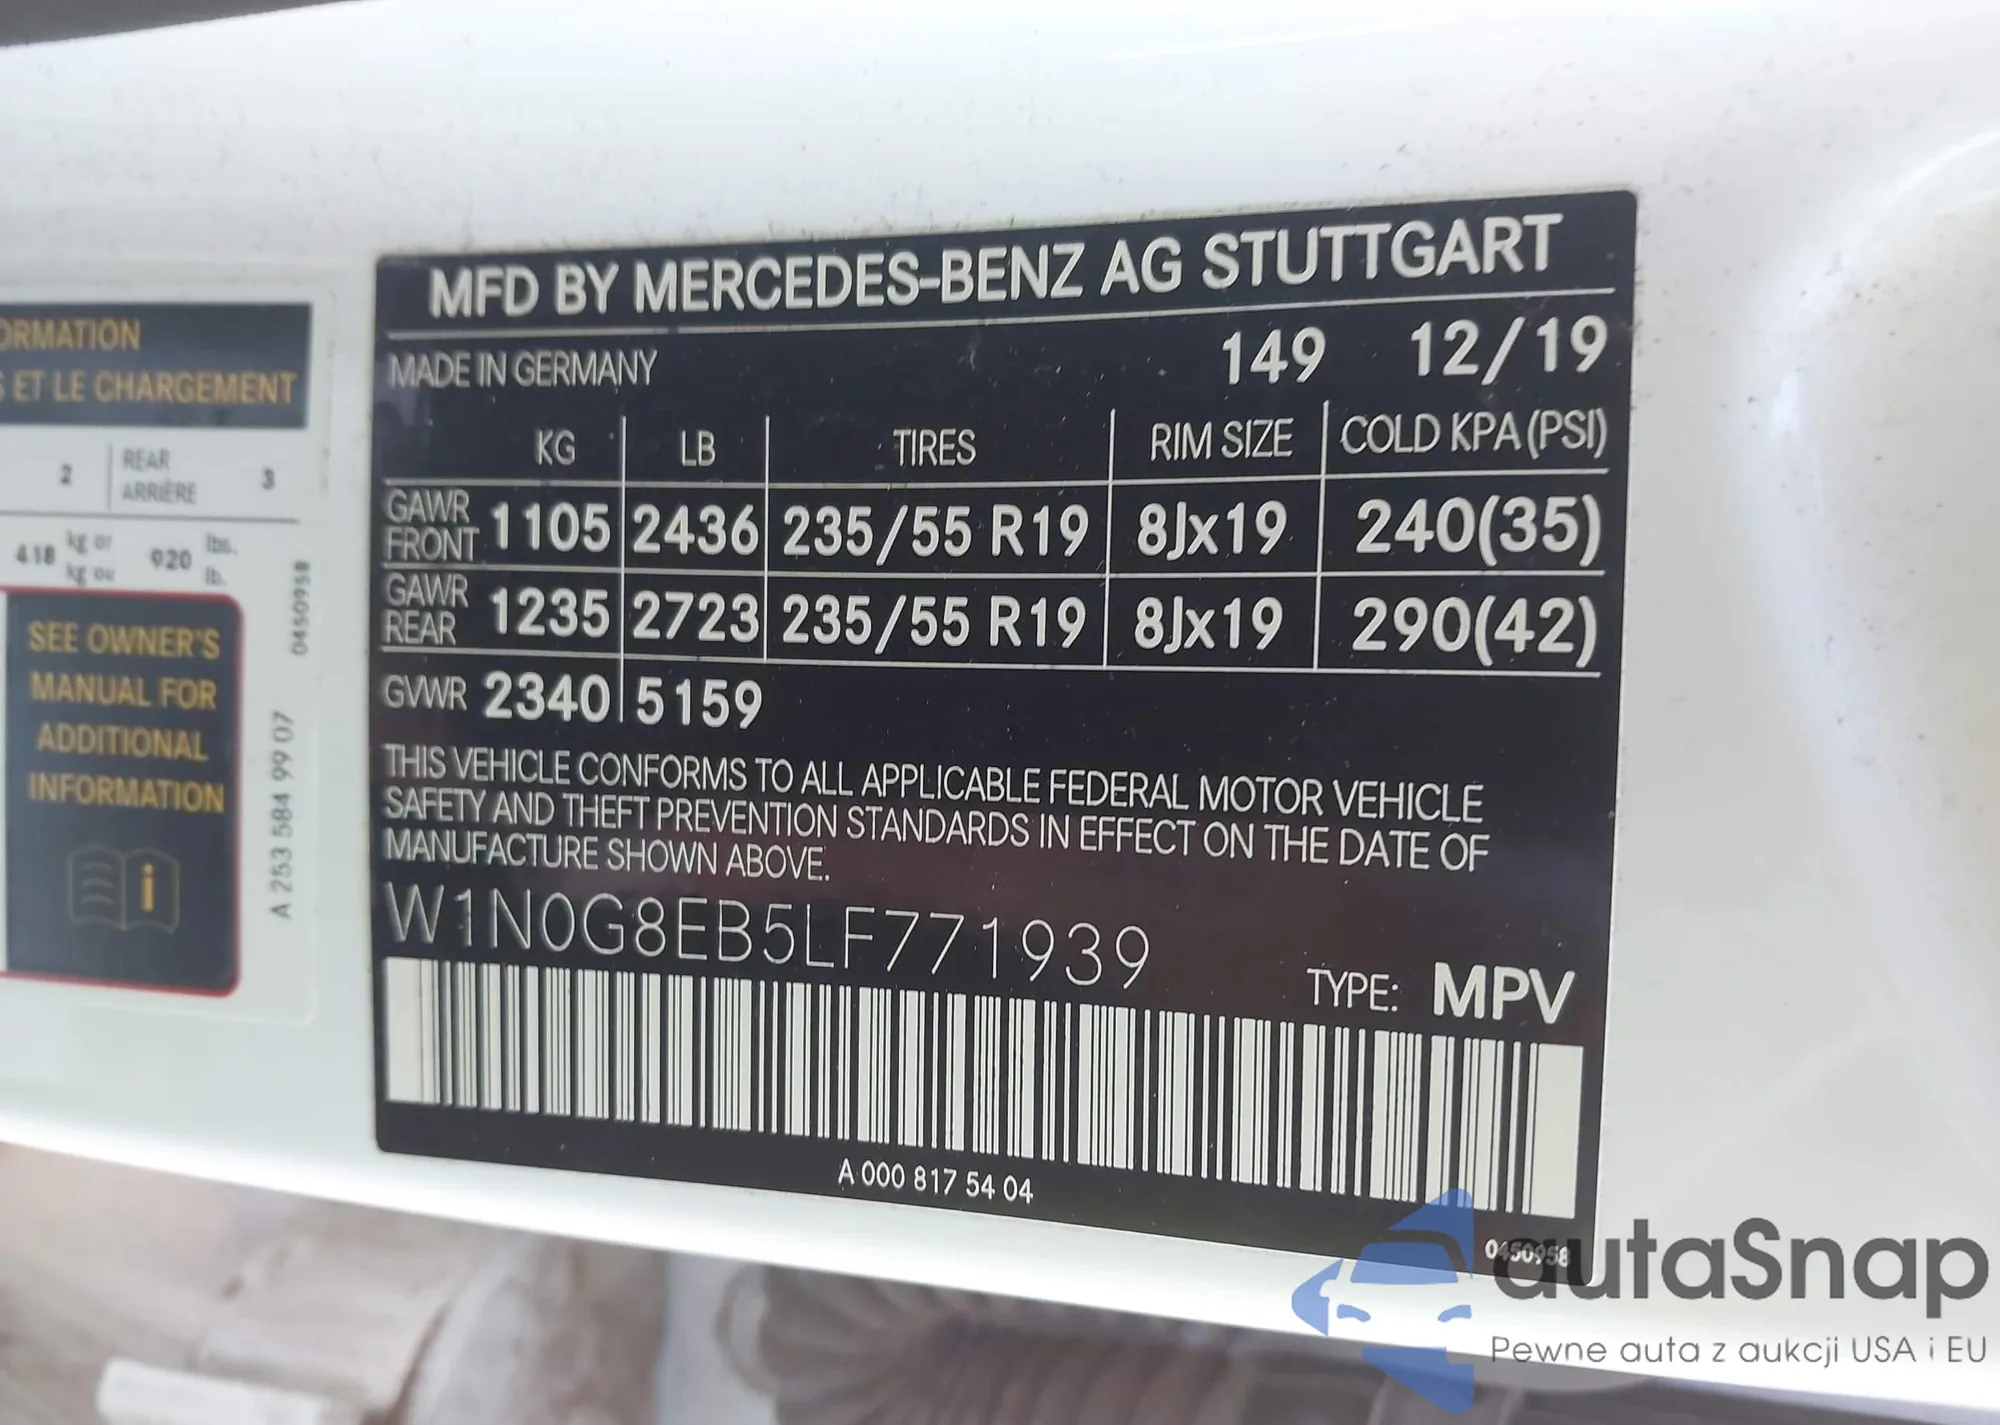 ORMATION
S ET LE CHARGEMENT
2 REAR ARRIÈRE 3
418 kg or kg ou 920 lbs. lb.
SEE OWNER'S
MANUAL FOR
ADDITIONAL
INFORMATION
i
A 253 584 99 07
0450958
MFD BY MERCEDES-BENZ AG STUTTGART
MADE IN GERMANY 149 12/19
KG LB TIRES RIM SIZE COLD KPA (PSI)
GAWR FRONT 1105 2436 235/55 R19 8Jx19 240(35)
GAWR REAR 1235 2723 235/55 R19 8Jx19 290(42)
GVWR 2340 5159
THIS VEHICLE CONFORMS TO ALL APPLICABLE FEDERAL MOTOR VEHICLE
SAFETY AND THEFT PREVENTION STANDARDS IN EFFECT ON THE DATE OF
MANUFACTURE SHOWN ABOVE.
W1N0G8EB5LF771939
TYPE: MPV
A 000 817 54 04
0450958
autaSnap
Pewne auta z aukcji USA i EU